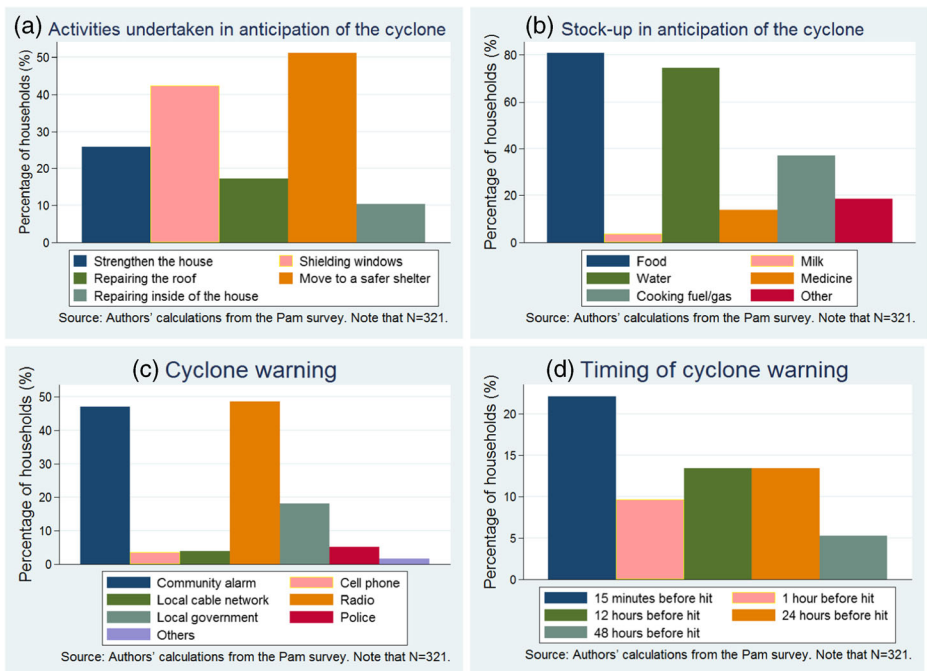 (a) Activities undertaken in anticipation of the cyclone
Percentage of households (%)
50
40
30
20
10
0
Strengthen the house
Shielding windows
Repairing the roof
Move to a safer shelter
Repairing inside of the house
Source: Authors' calculations from the Pam survey. Note that N=321.
(b) Stock-up in anticipation of the cyclone
Percentage of households (%)
80
60
40
20
0
Food
Milk
Water
Medicine
Cooking fuel/gas
Other
Source: Authors' calculations from the Pam survey. Note that N=321.
(c) Cyclone warning
Percentage of households (%)
50
40
30
20
10
0
Community alarm
Cell phone
Local cable network
Radio
Local government
Police
Others
Source: Authors' calculations from the Pam survey. Note that N=321.
(d) Timing of cyclone warning
Percentage of households (%)
20
15
10
5
0
15 minutes before hit
1 hour before hit
12 hours before hit
24 hours before hit
48 hours before hit
Source: Authors' calculations from the Pam survey. Note that N=321.